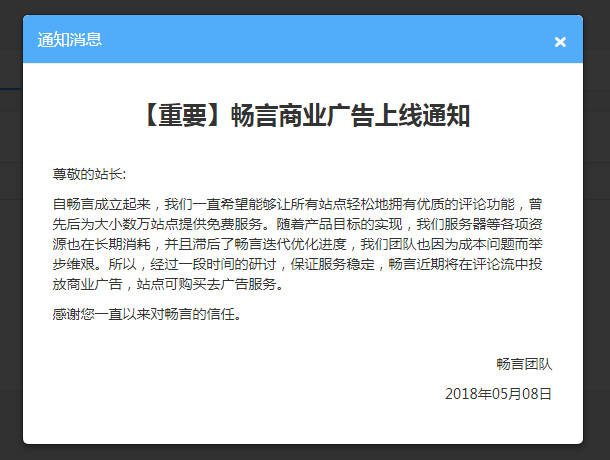 通知消息
【重要】畅言商业广告上线通知
尊敬的站长:
自畅言成立起来，我们一直希望能够让所有站点轻松地拥有优质的评论功能，曾
先后为大小数万站点提供免费服务。随着产品目标的实现，我们服务器等各项资
源也在长期消耗，并且滞后了畅言迭代优化进度，我们团队也因为成本问题而举
步维艰。所以，经过一段时间的研讨，保证服务稳定，畅言近期将在评论流中投
放商业广告，站点可购买去广告服务。
感谢您一直以来对畅言的信任。
畅言团队
2018年05月08日